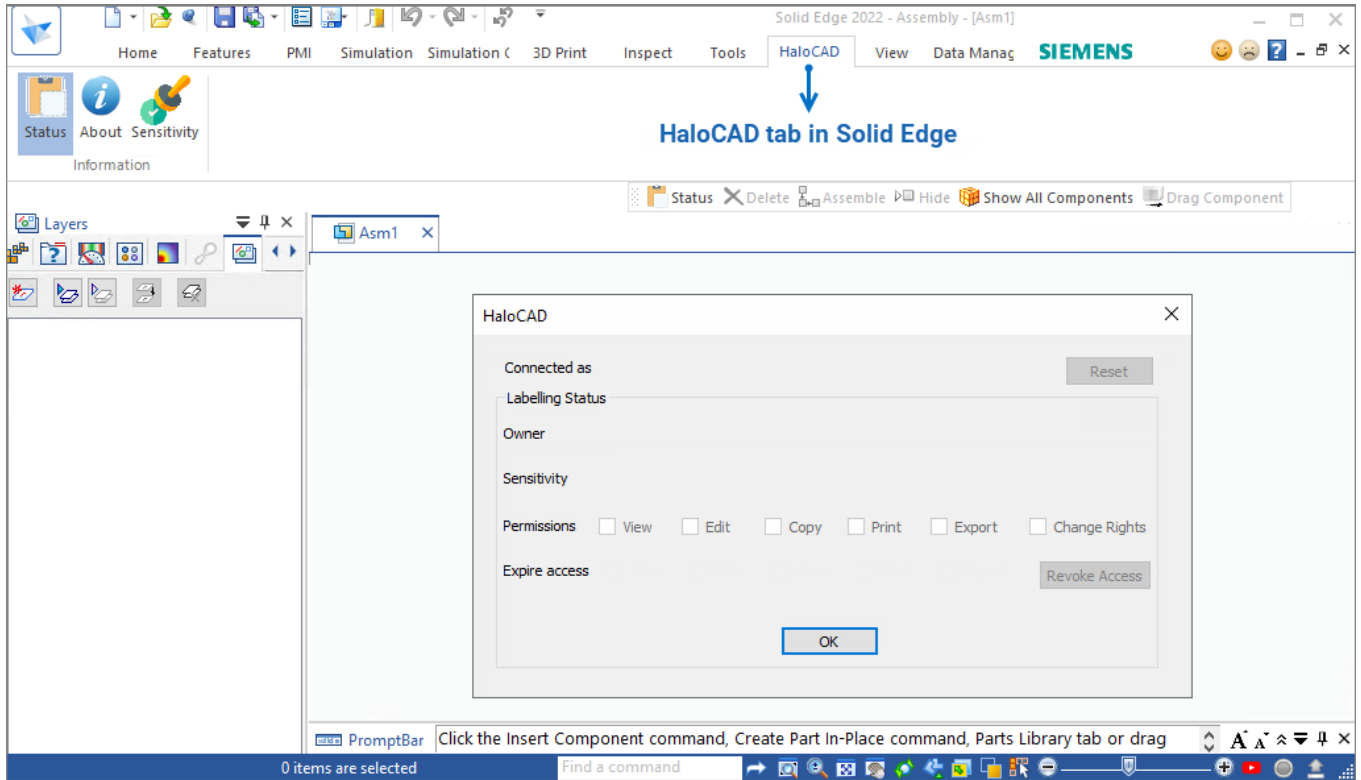 Solid Edge 2022 - Assembly - [Asm1]
Home Features PMI Simulation Simulation ( 3D Print Inspect Tools HaloCAD View Data Manag SIEMENS
Status About Sensitivity
Information
HaloCAD tab in Solid Edge
Status Delete Assemble Hide Show All Components Drag Component
Layers
Asm1
HaloCAD
Connected as
Reset
Labelling Status
Owner
Sensitivity
Permissions View Edit Copy Print Export Change Rights
Expire access
Revoke Access
OK
PromptBar Click the Insert Component command, Create Part In-Place command, Parts Library tab or drag
0 items are selected
Find a command